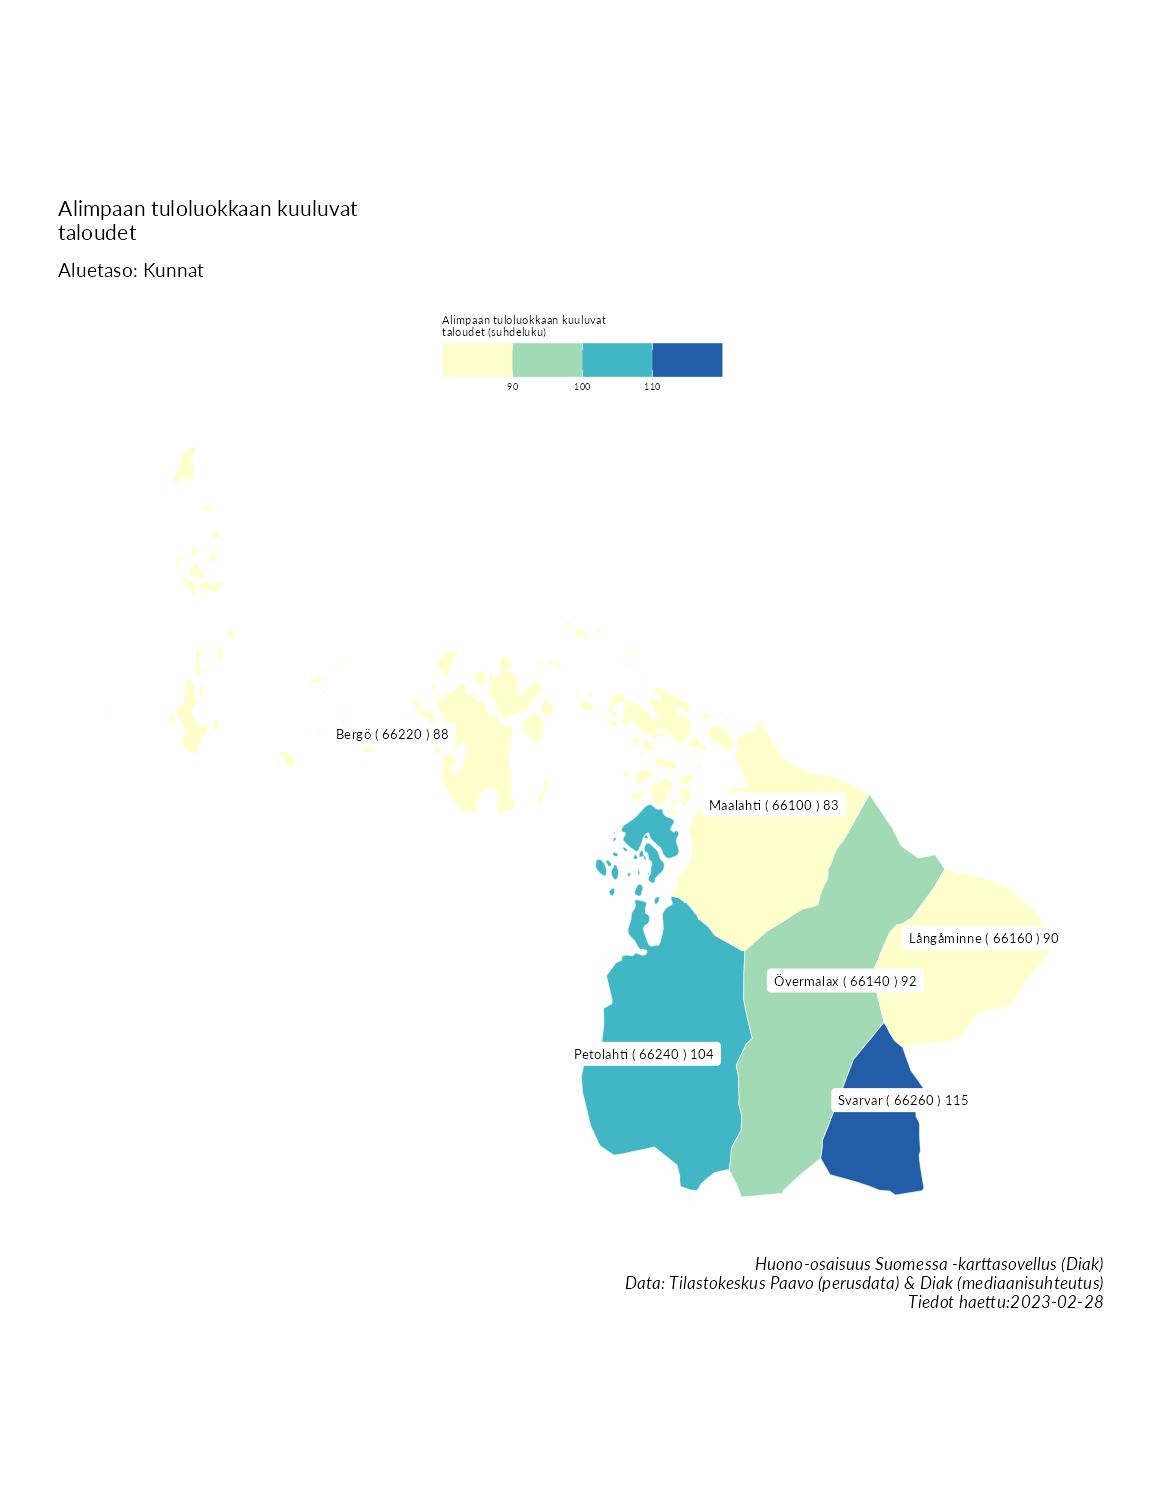 Alimpaan tuloluokkaan kuuluvat
taloudet
Aluetaso: Kunnat
Alimpaan tuloluokkaan kuuluvat
taloudet (suhdeluku)
90
100
110
Bergö ( 66220 ) 88
Maalahti ( 66100 ) 83
Långåminne ( 66160 ) 90
Övermalax ( 66140 ) 92
Petolahti ( 66240 ) 104
Svarvar ( 66260 ) 115
Huono-osaisuus Suomessa -karttasovellus (Diak)
Data: Tilastokeskus Paavo (perusdata) & Diak (mediaanisuhteutus)
Tiedot haettu:2023-02-28